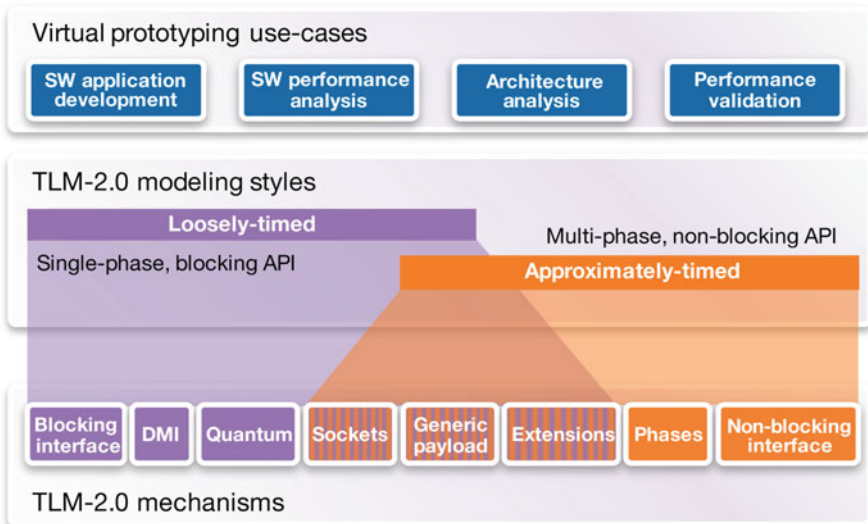 Virtual prototyping use-cases
SW application
development
SW performance
analysis
Architecture
analysis
Performance
validation
TLM-2.0 modeling styles
Loosely-timed
Single-phase, blocking API
Multi-phase, non-blocking API
Approximately-timed
Blocking
interface
DMI
Quantum
Sockets
Generic
payload
Extensions
Phases
Non-blocking
interface
TLM-2.0 mechanisms